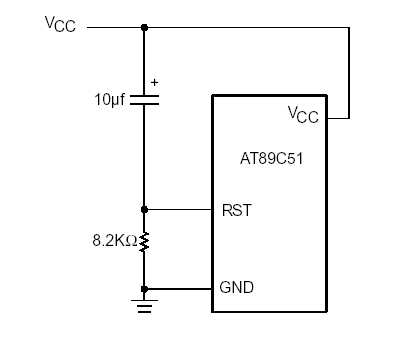 VCC
+
10µf
VCC
AT89C51
RST
8.2KΩ
GND